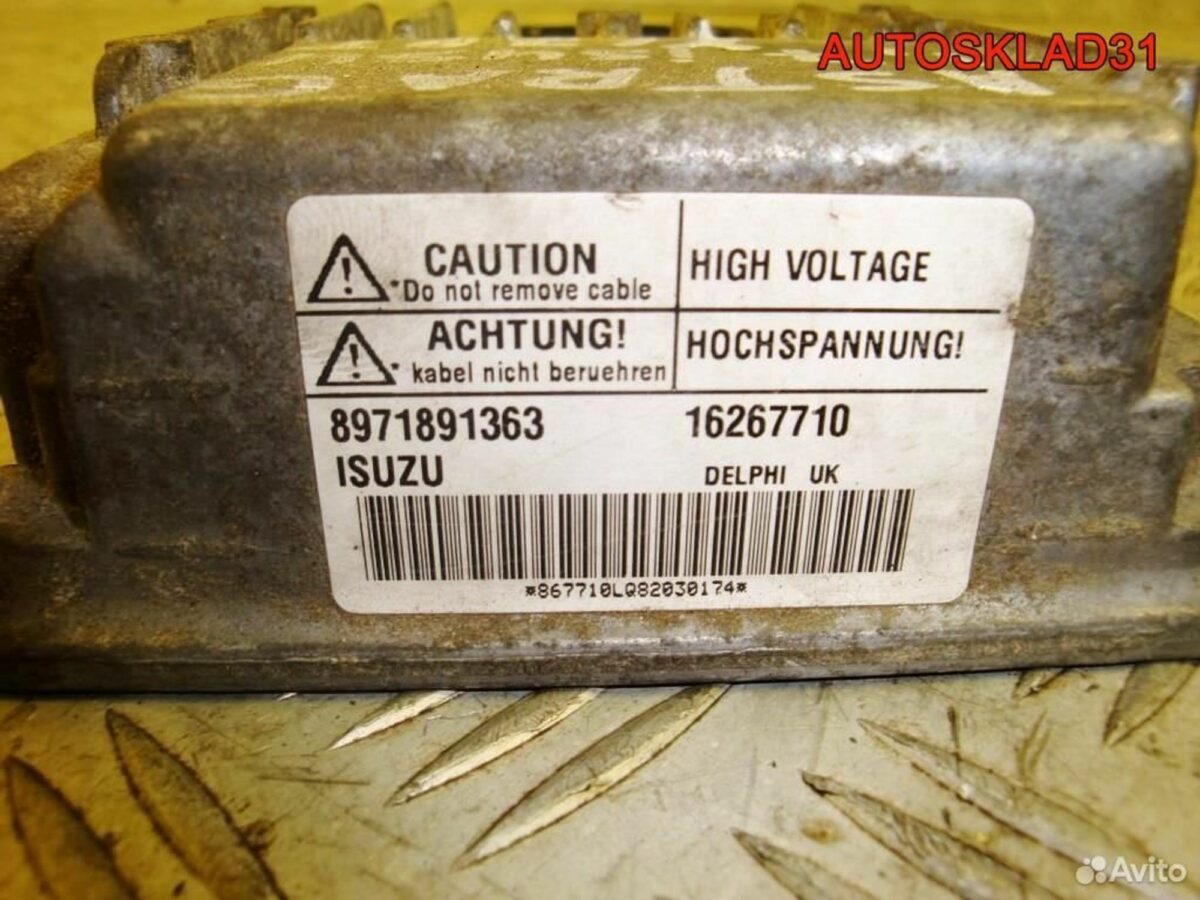 AUTOSKLAD31
CAUTION
*Do not remove cable
HIGH VOLTAGE
ACHTUNG!
* kabel nicht beruehren
HOCHSPANNUNG!
8971891363 16267710
ISUZU DELPHI UK
*867710LQ82030174*
Avito